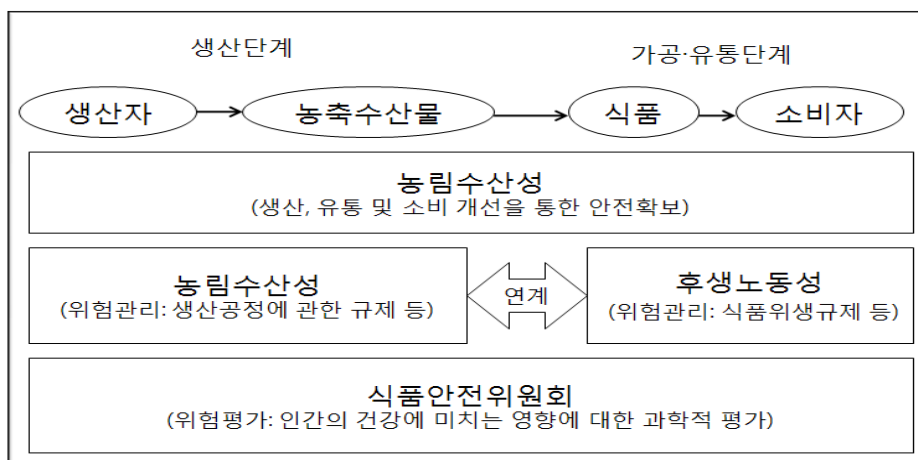 생산단계
가공·유통단계
생산자
농축수산물
식품
소비자
농림수산성
(생산, 유통 및 소비 개선을 통한 안전확보)
농림수산성
(위험관리: 생산공정에 관한 규제 등)
연계
후생노동성
(위험관리: 식품위생규제 등)
식품안전위원회
(위험평가: 인간의 건강에 미치는 영향에 대한 과학적 평가)